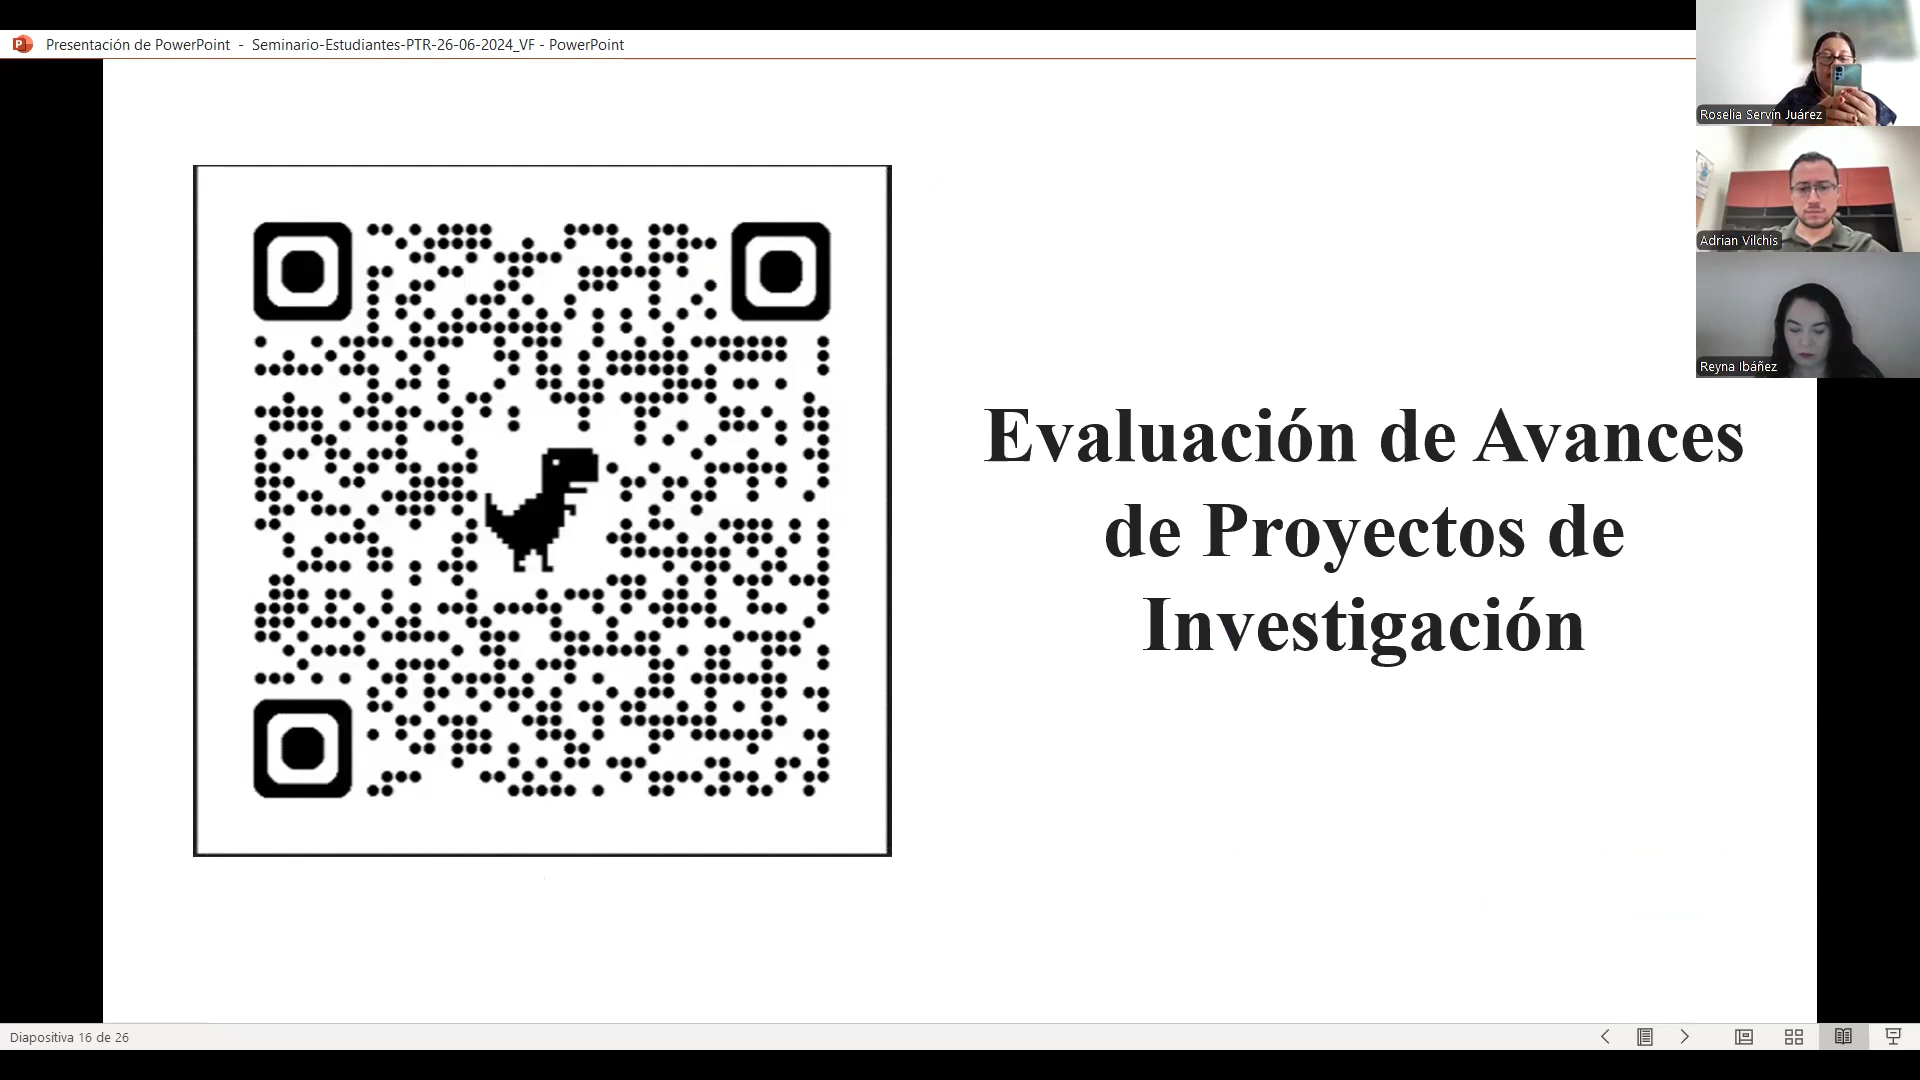 Presentación de PowerPoint - Seminario-Estudiantes-PTR-26-06-2024_VF - PowerPoint
Roselia Servín Juárez
Adrian Vilchis
Reyna Ibáñez
Evaluación de Avances
de Proyectos de
Investigación
Diapositiva 16 de 26